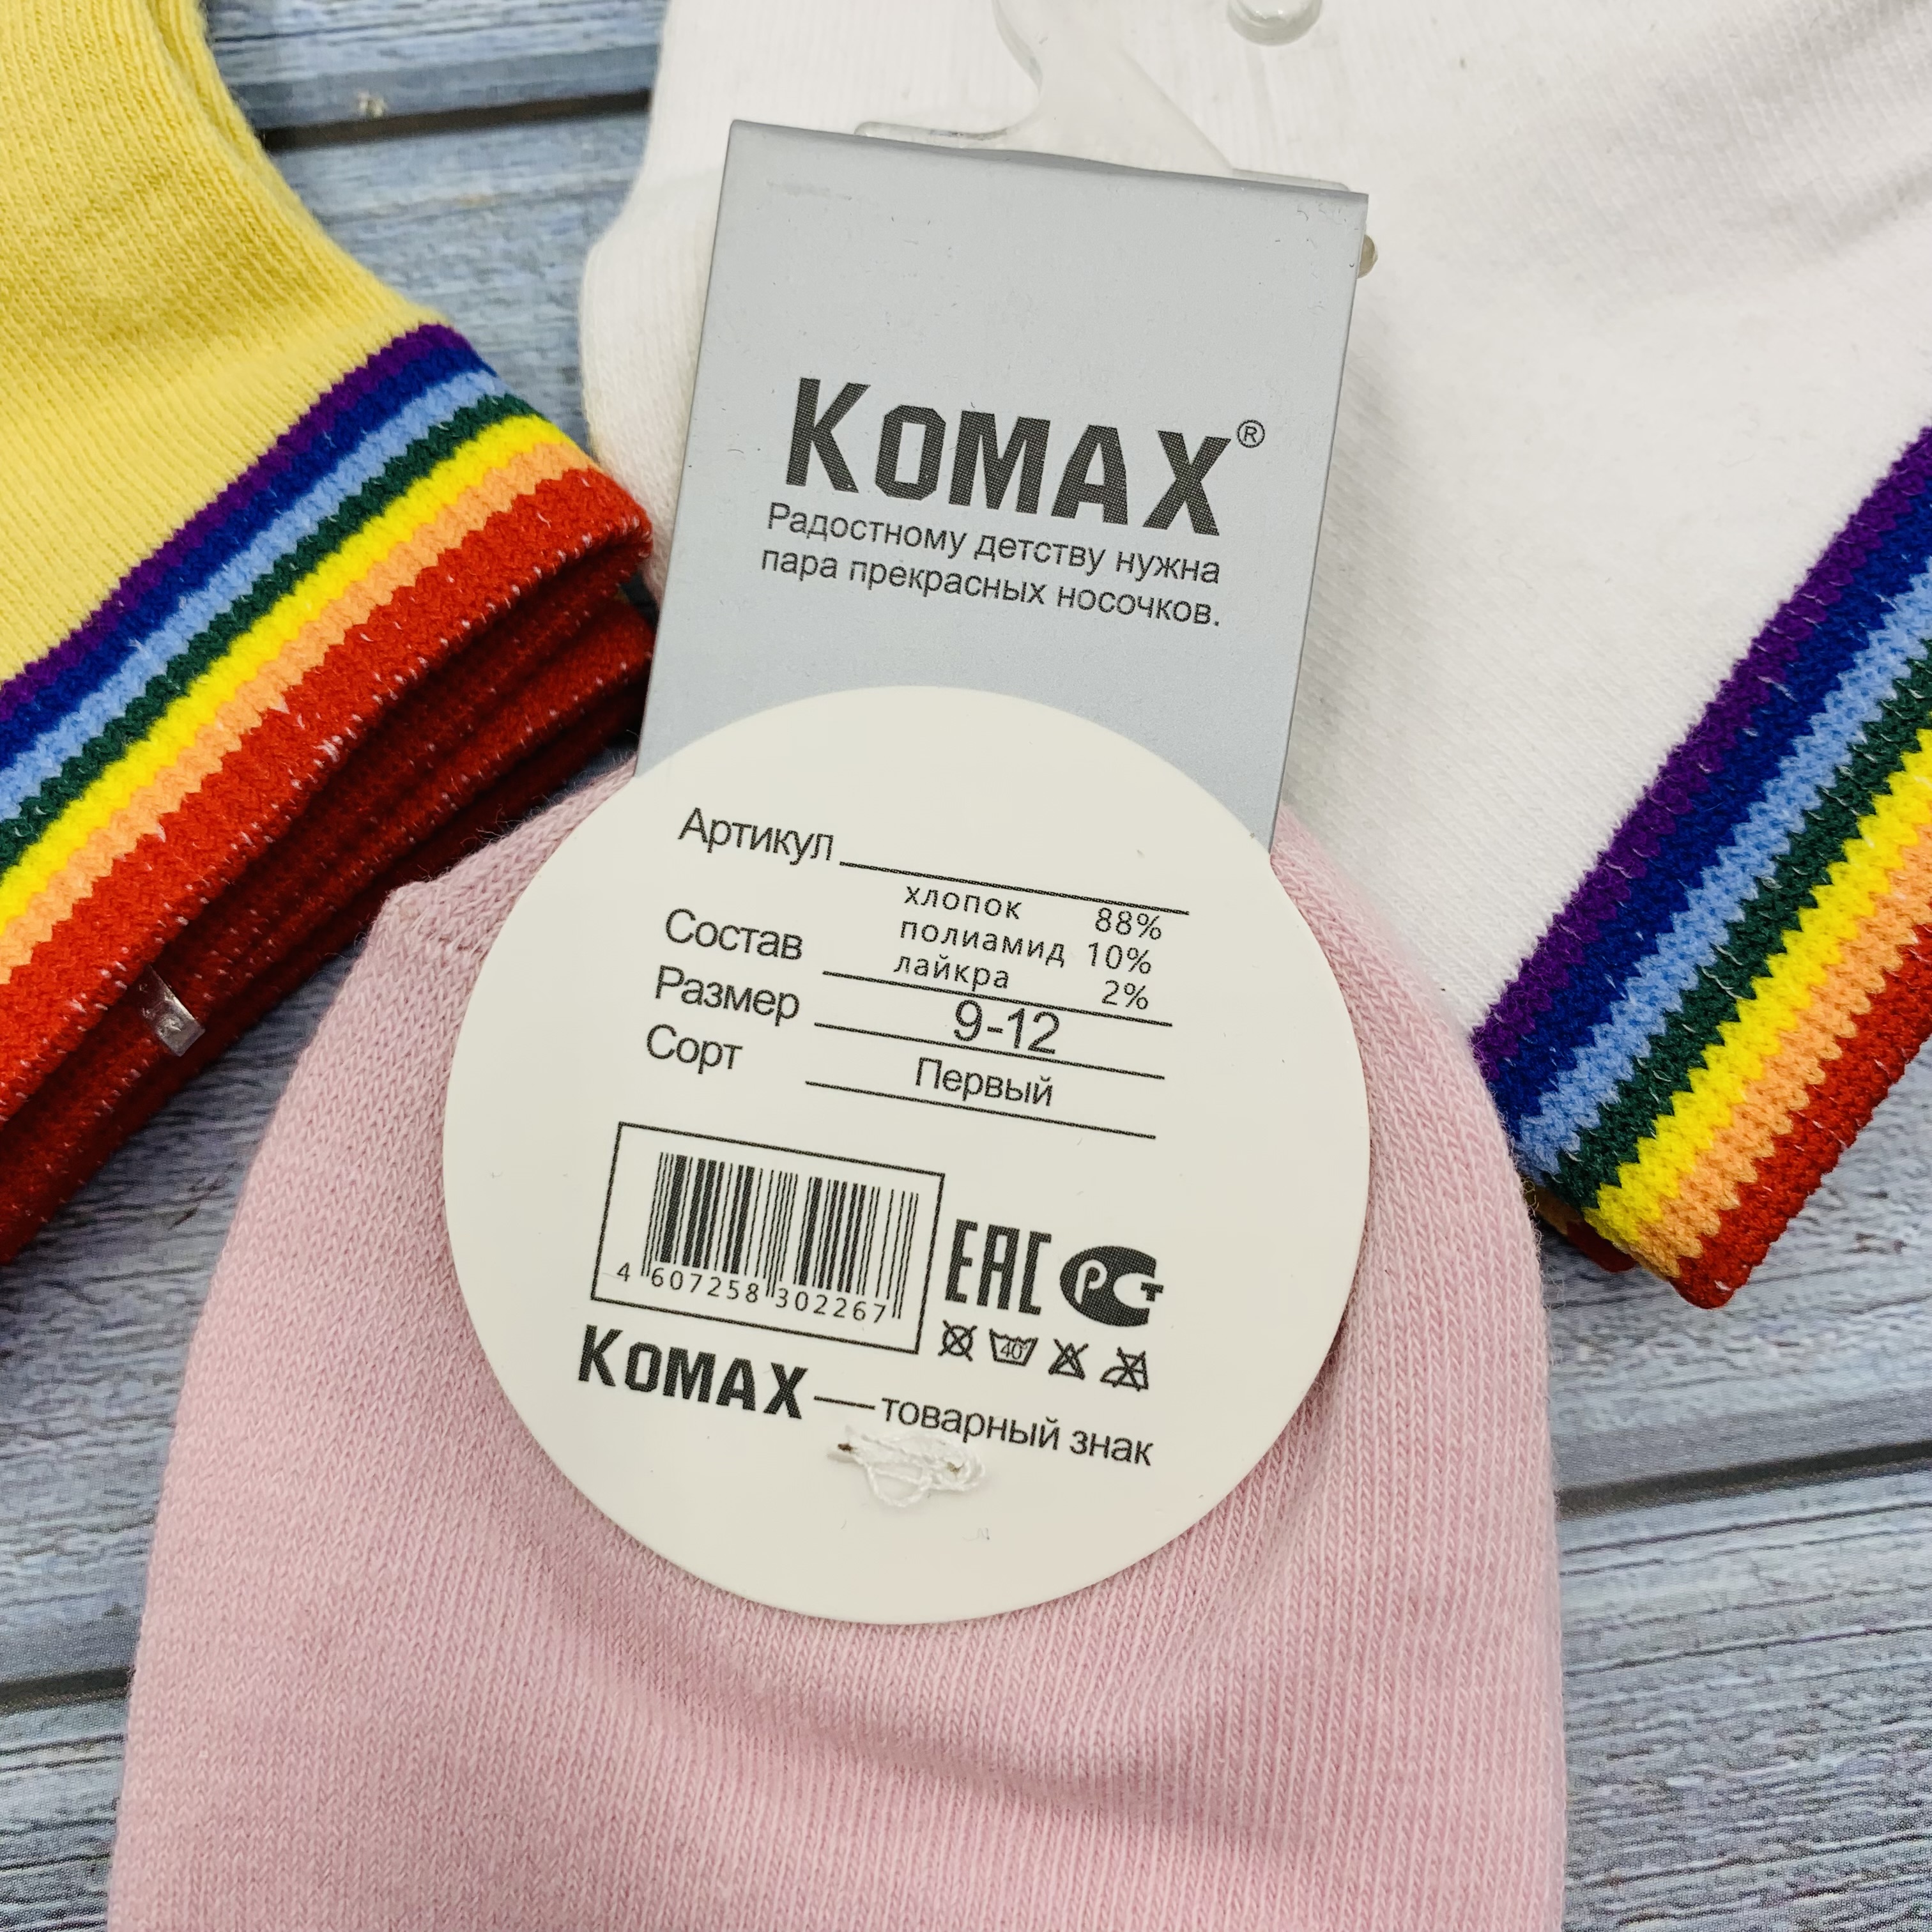 KOMAX®
Радостному детству нужна
пара прекрасных носочков.
Артикул
хлопок 88%
Состав полиамид 10%
лайкра 2%
Размер 9-12
Сорт Первый
4 607258 302267
EAC РСТ
40°
KOMAX — товарный знак